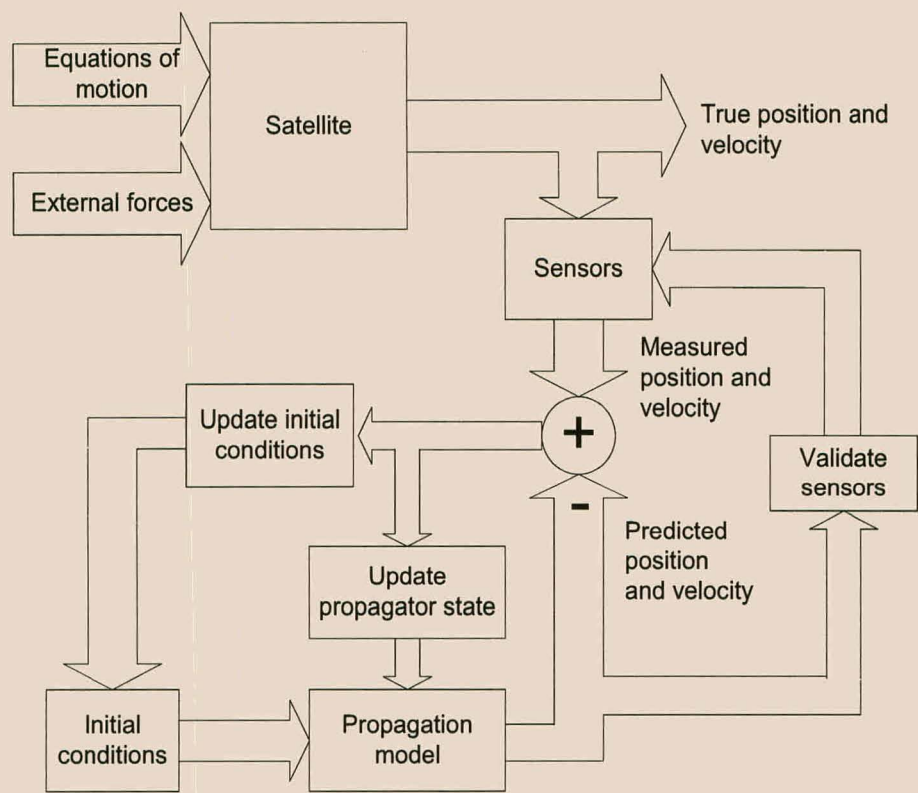 Equations of
motion
Satellite
External forces
True position and
velocity
Sensors
Measured
position and
velocity
Update initial
conditions
+
Validate
sensors
-
Predicted
position
and velocity
Update
propagator state
Initial
conditions
Propagation
model